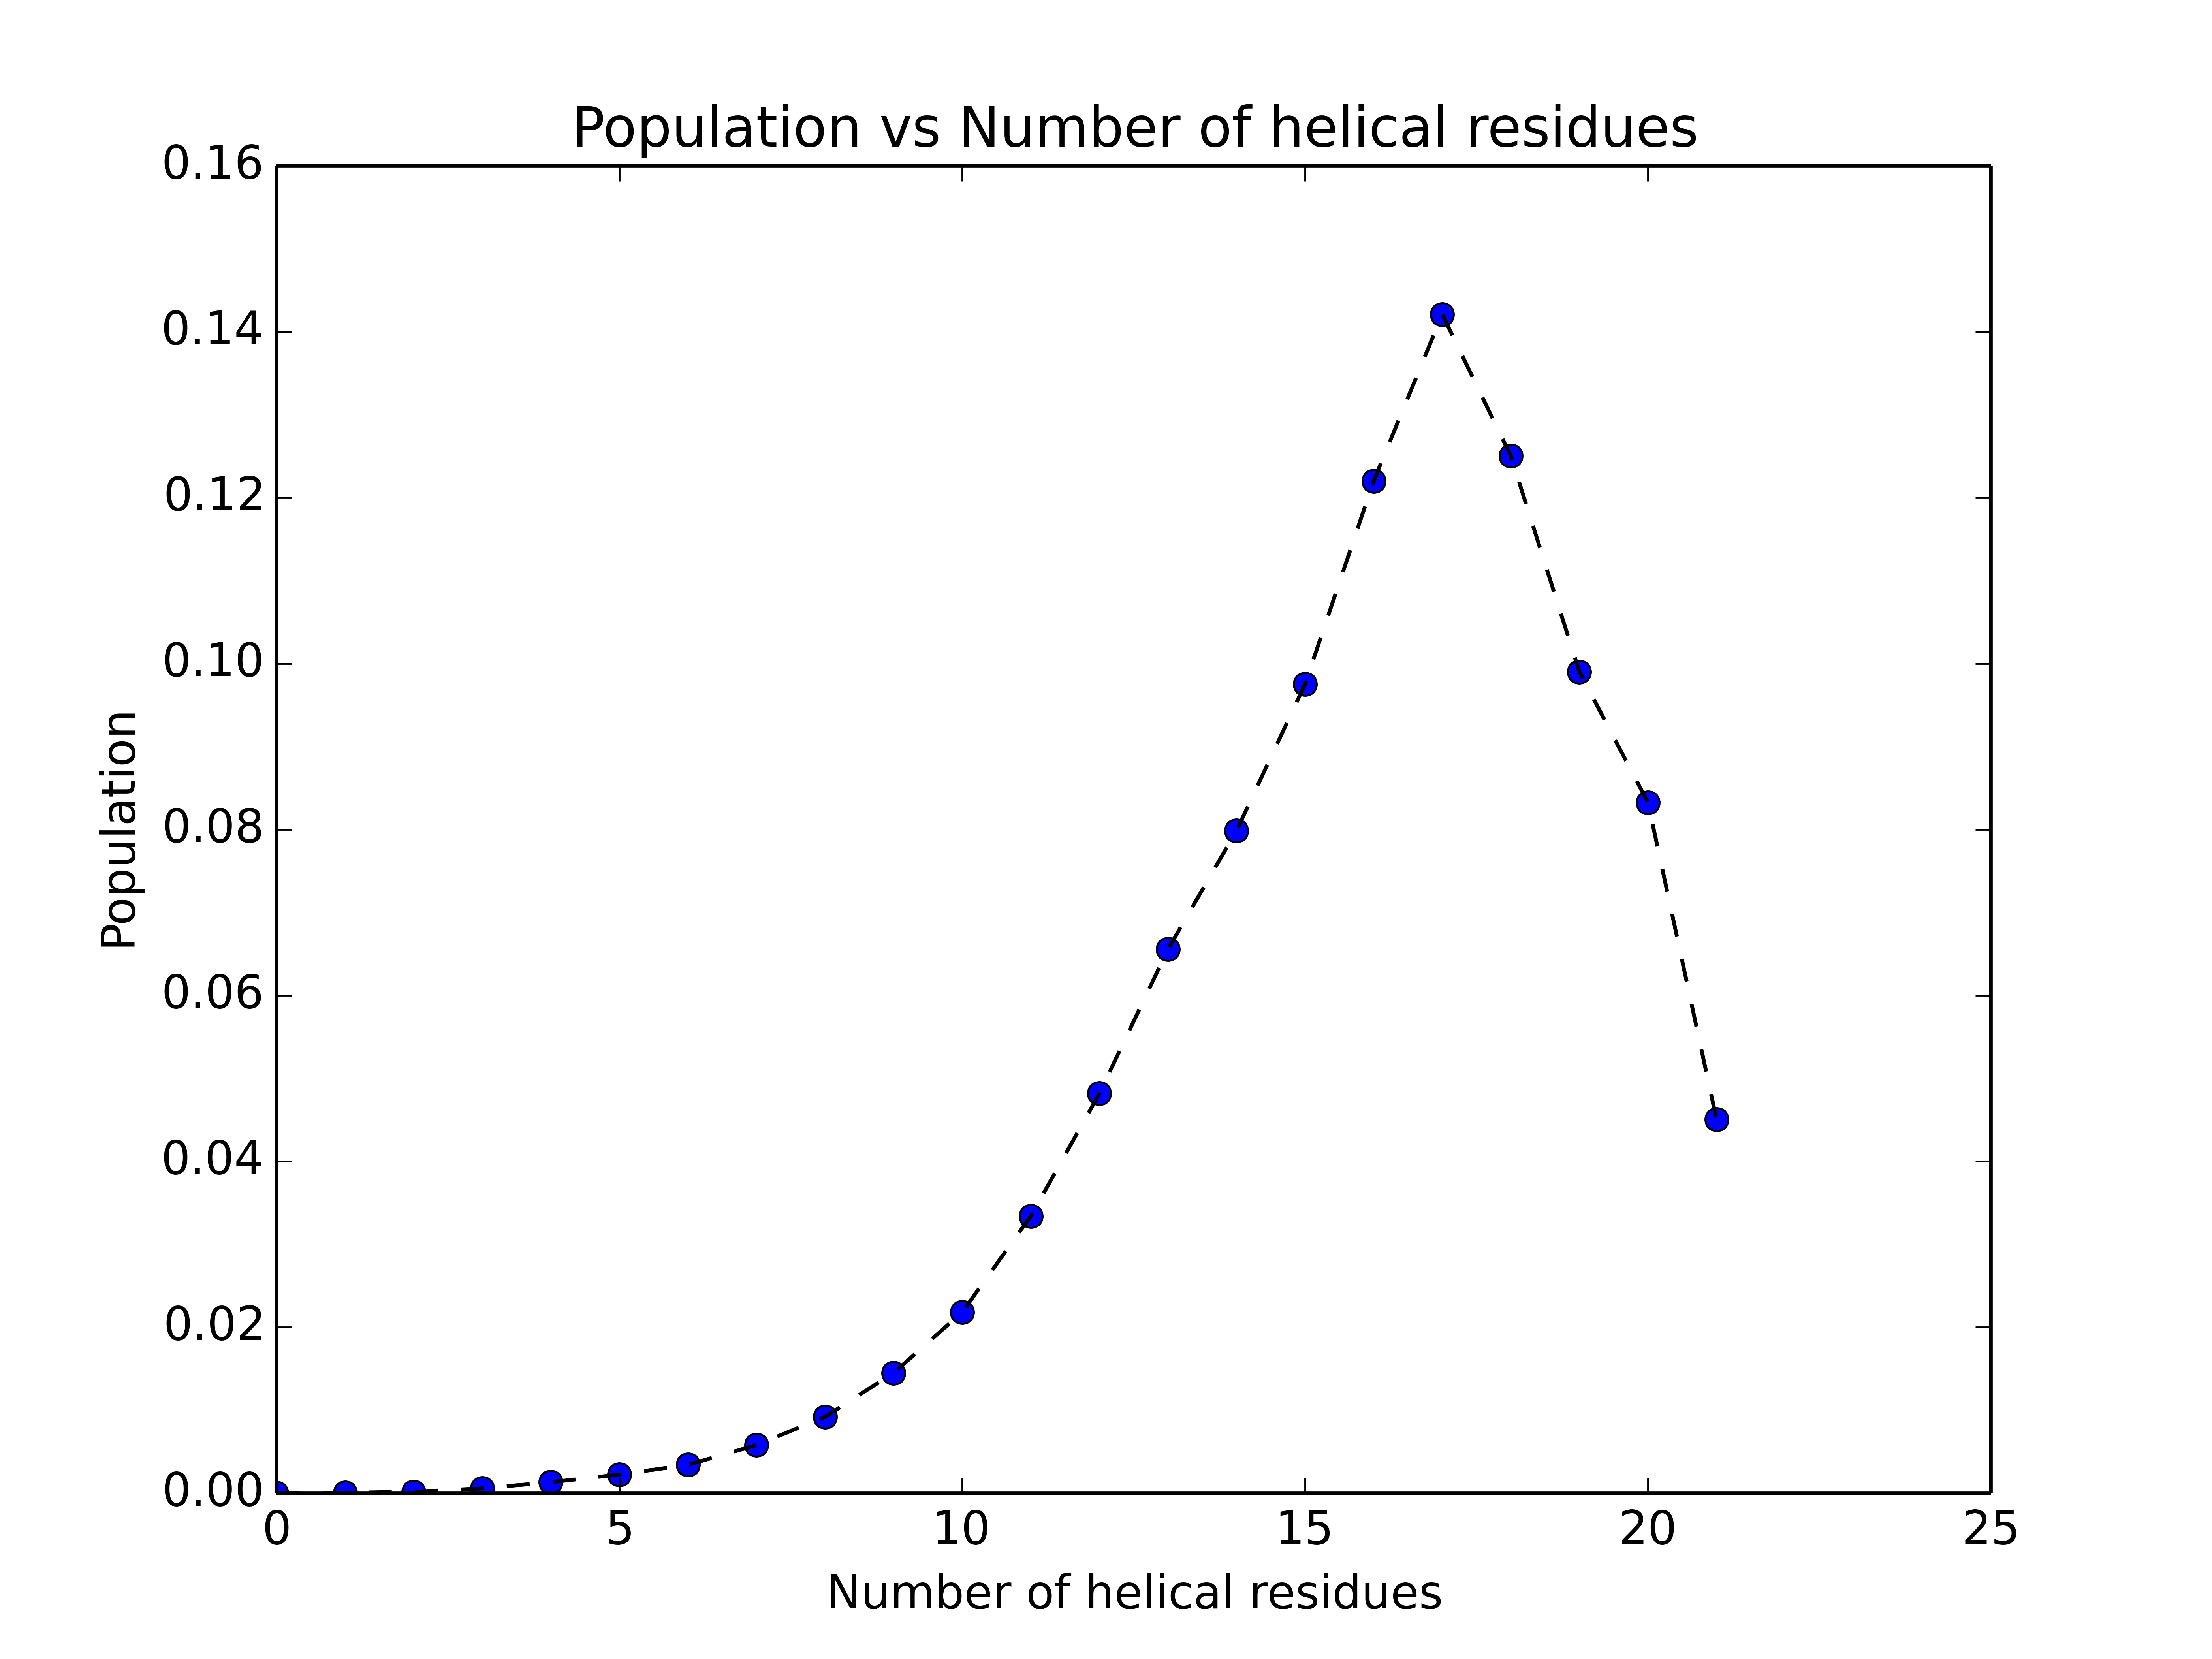 Population vs Number of helical residues
0.16
0.14
0.12
0.10
0.08
0.06
0.04
0.02
0.00
Population
0 5 10 15 20 25
Number of helical residues